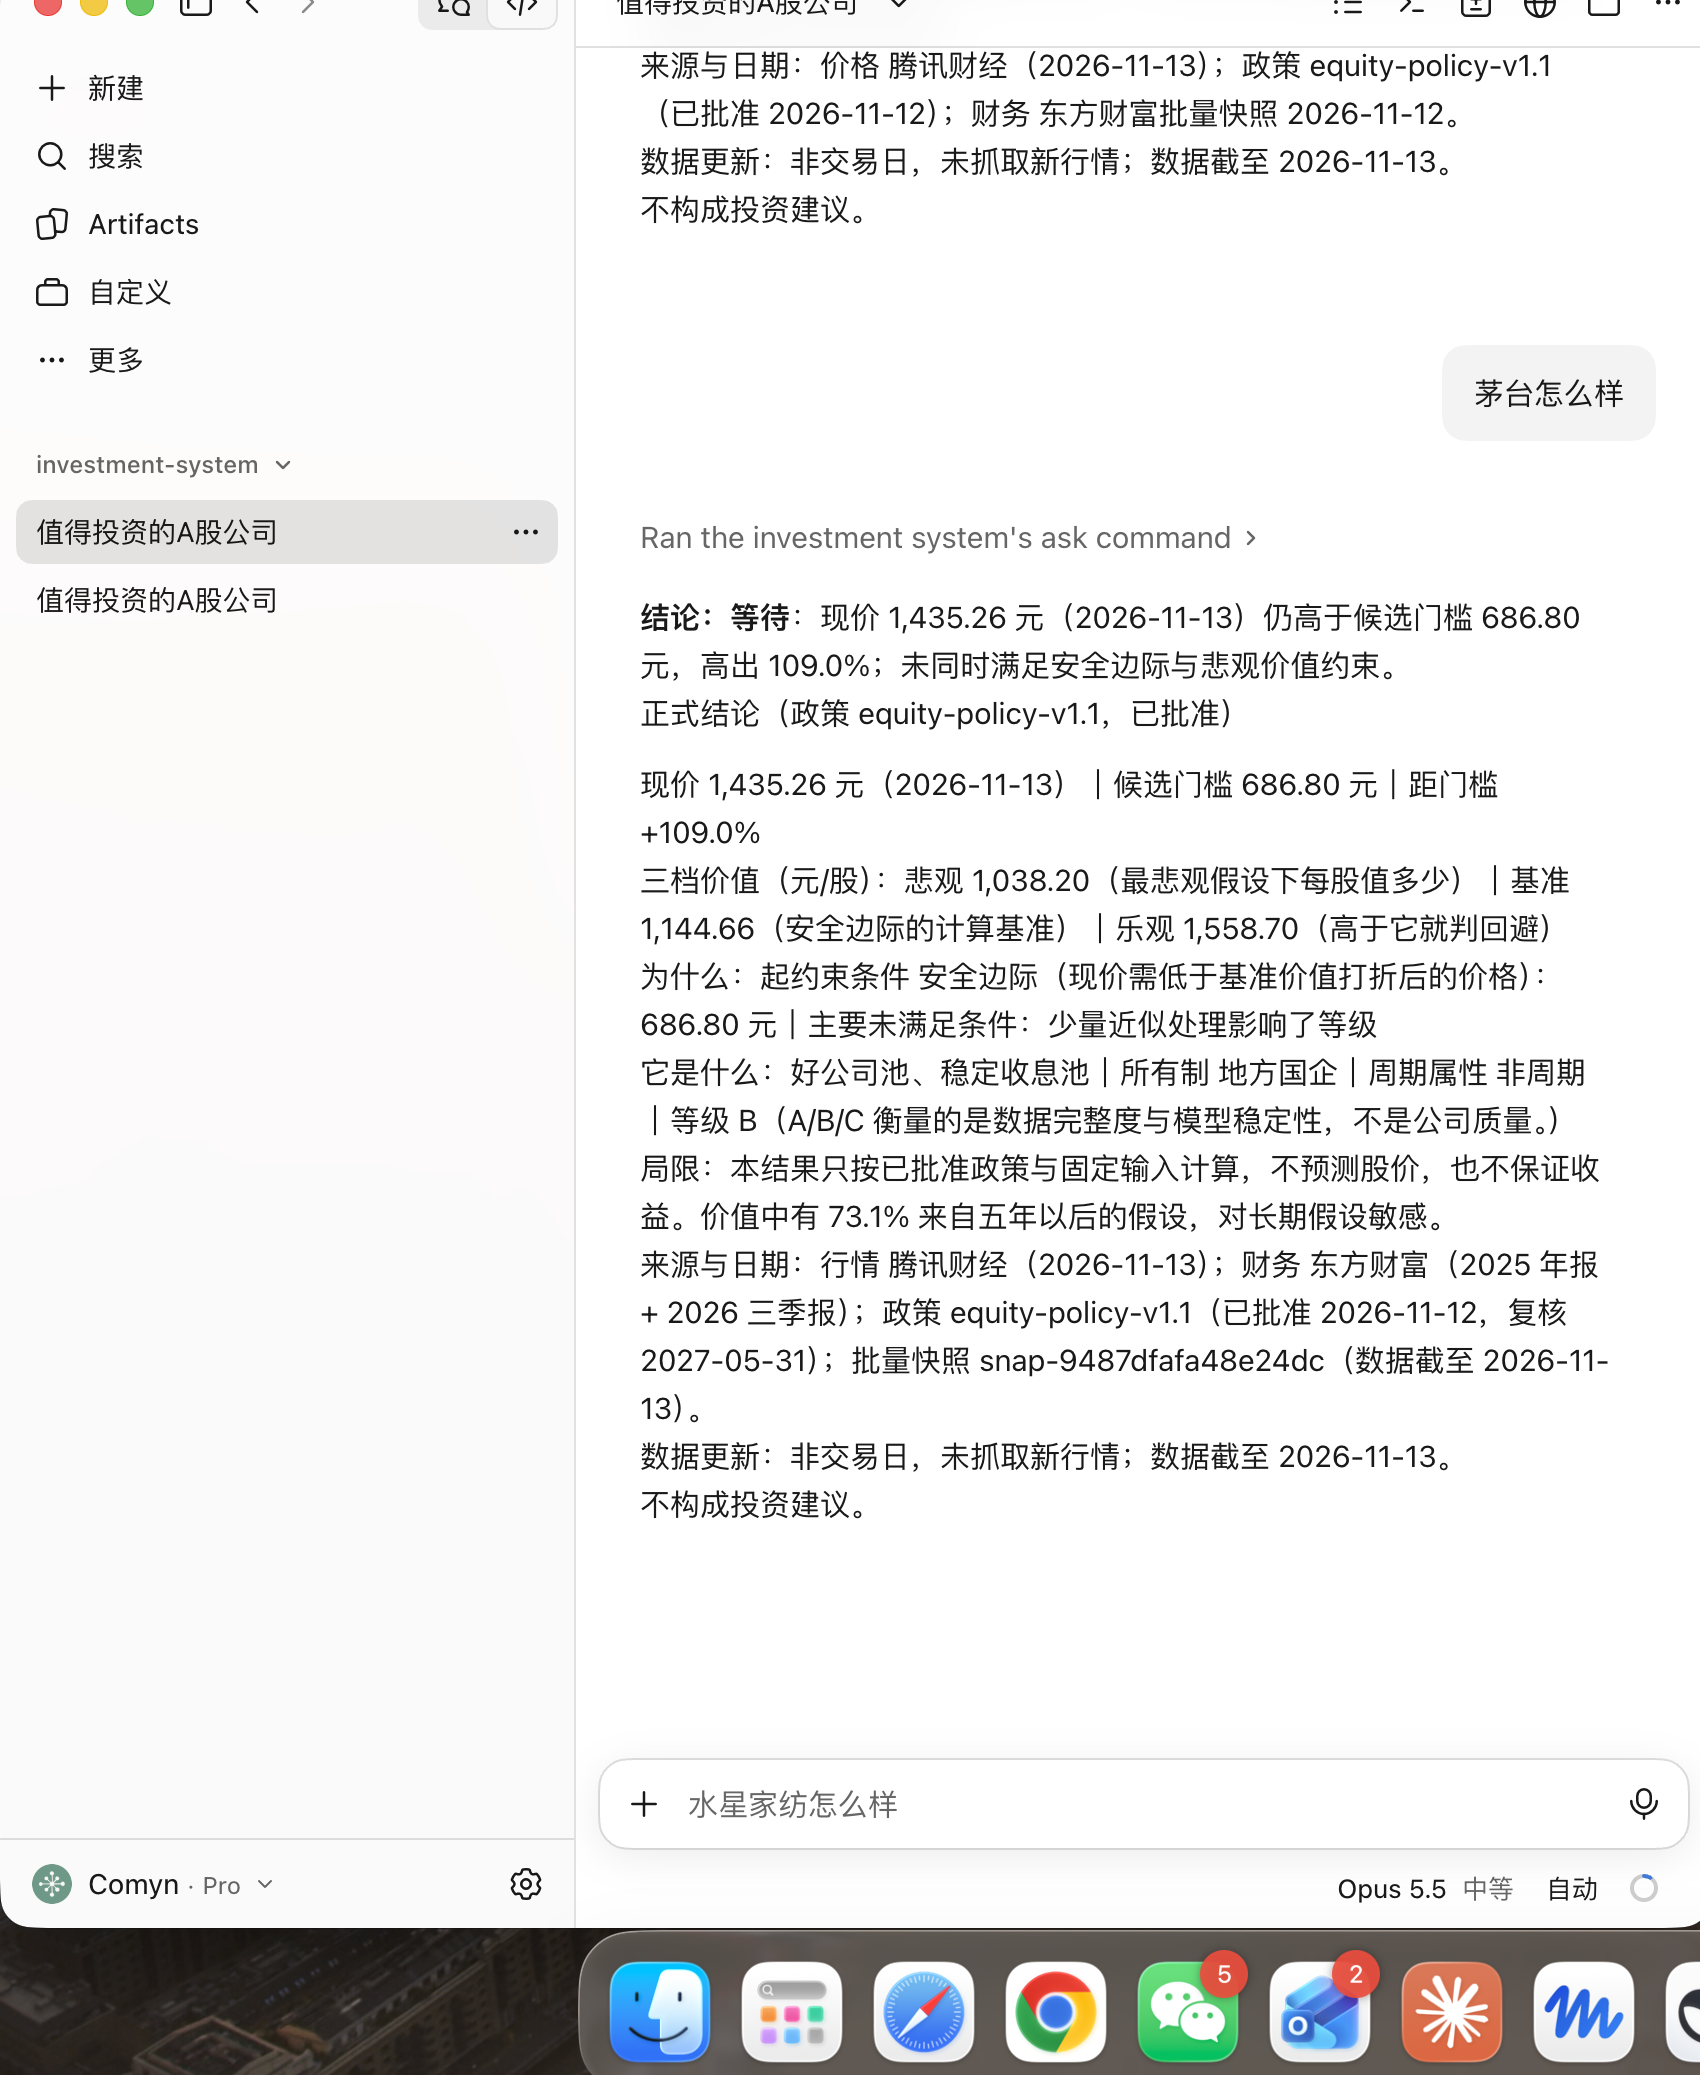 值得投资的A股公司
新建
搜索
Artifacts
自定义
更多
investment-system
值得投资的A股公司
值得投资的A股公司
来源与日期：价格 腾讯财经（2026-11-13）；政策 equity-policy-v1.1
（已批准 2026-11-12）；财务 东方财富批量快照 2026-11-12。
数据更新：非交易日，未抓取新行情；数据截至 2026-11-13。
不构成投资建议。
茅台怎么样
Ran the investment system's ask command
结论：等待：现价 1,435.26 元（2026-11-13）仍高于候选门槛 686.80
元，高出 109.0%；未同时满足安全边际与悲观价值约束。
正式结论（政策 equity-policy-v1.1，已批准）
现价 1,435.26 元（2026-11-13）｜候选门槛 686.80 元｜距门槛
+109.0%
三档价值（元/股）：悲观 1,038.20（最悲观假设下每股值多少）｜基准
1,144.66（安全边际的计算基准）｜乐观 1,558.70（高于它就判回避）
为什么：起约束条件 安全边际（现价需低于基准价值打折后的价格）：
686.80 元｜主要未满足条件：少量近似处理影响了等级
它是什么：好公司池、稳定收息池｜所有制 地方国企｜周期属性 非周期
｜等级 B（A/B/C 衡量的是数据完整度与模型稳定性，不是公司质量。）
局限：本结果只按已批准政策与固定输入计算，不预测股价，也不保证收
益。价值中有 73.1% 来自五年以后的假设，对长期假设敏感。
来源与日期：行情 腾讯财经（2026-11-13）；财务 东方财富（2025 年报
+ 2026 三季报）；政策 equity-policy-v1.1（已批准 2026-11-12，复核
2027-05-31）；批量快照 snap-9487dfafa48e24dc（数据截至 2026-11-
13）。
数据更新：非交易日，未抓取新行情；数据截至 2026-11-13。
不构成投资建议。
水星家纺怎么样
Comyn · Pro
Opus 5.5 中等 自动
5
2